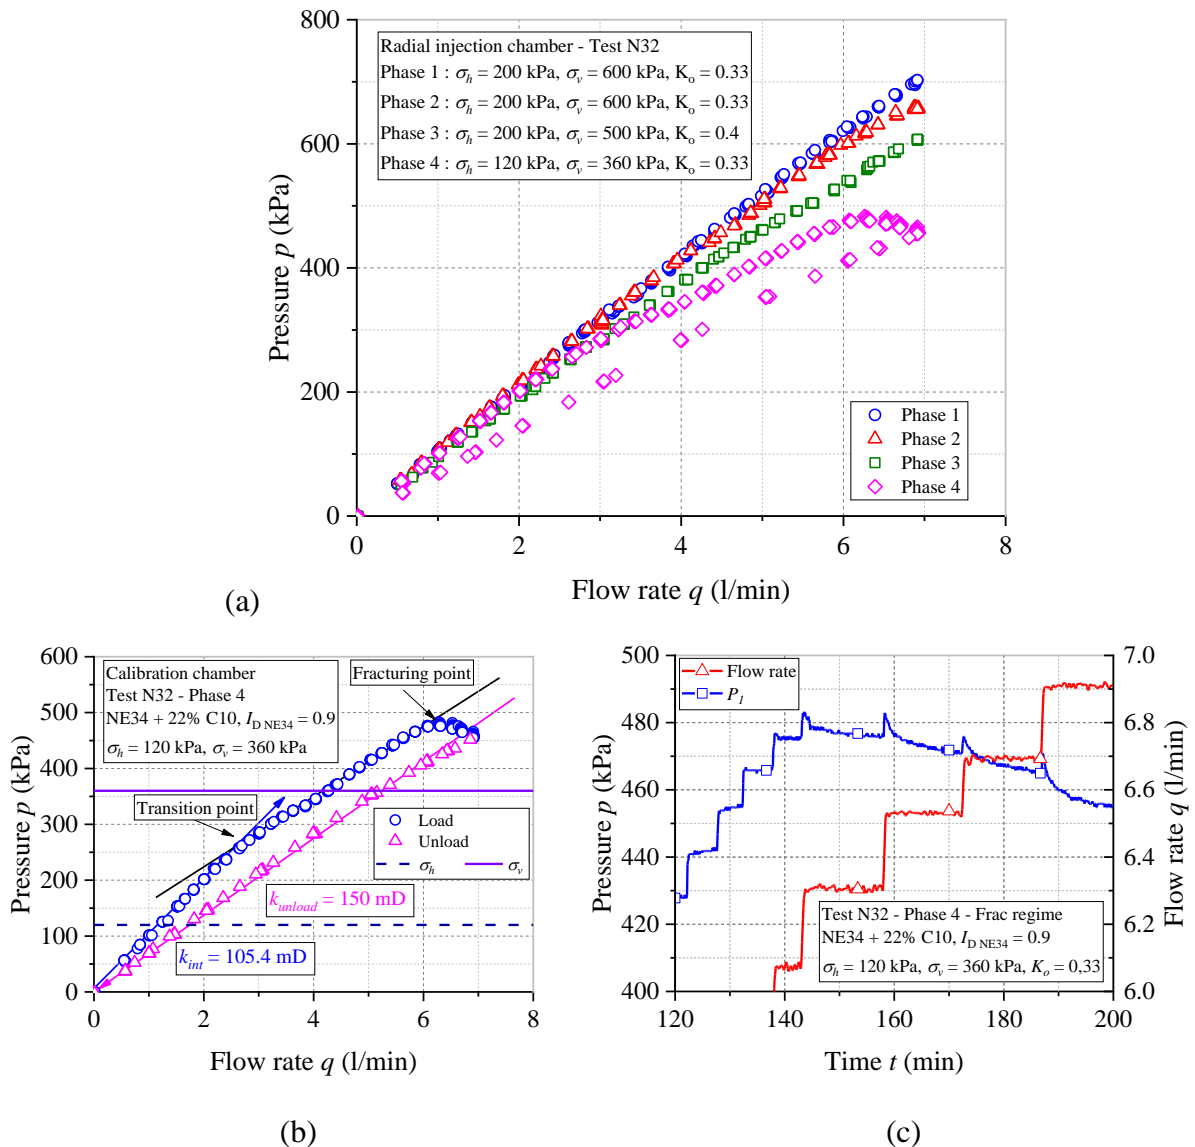 800
600
400
200
0
Pressure p (kPa)
Radial injection chamber - Test N32
Phase 1 : σh = 200 kPa, σv = 600 kPa, Ko = 0.33
Phase 2 : σh = 200 kPa, σv = 600 kPa, Ko = 0.33
Phase 3 : σh = 200 kPa, σv = 500 kPa, Ko = 0.4
Phase 4 : σh = 120 kPa, σv = 360 kPa, Ko = 0.33
Phase 1
Phase 2
Phase 3
Phase 4
0 2 4 6 8
Flow rate q (l/min)
(a)
600
500
400
300
200
100
0
Pressure p (kPa)
Calibration chamber
Test N32 - Phase 4
NE34 + 22% C10, ID NE34 = 0.9
σh = 120 kPa, σv = 360 kPa
Fracturing point
Transition point
Load
Unload
σh σv
kunload = 150 mD
kint = 105.4 mD
0 2 4 6 8
Flow rate q (l/min)
(b)
500
480
460
440
420
400
Pressure p (kPa)
Flow rate
P1
7.0
6.8
6.6
6.4
6.2
6.0
Flow rate q (l/min)
Test N32 - Phase 4 - Frac regime
NE34 + 22% C10, ID NE34 = 0.9
σh = 120 kPa, σv = 360 kPa, Ko = 0,33
120 140 160 180 200
Time t (min)
(c)